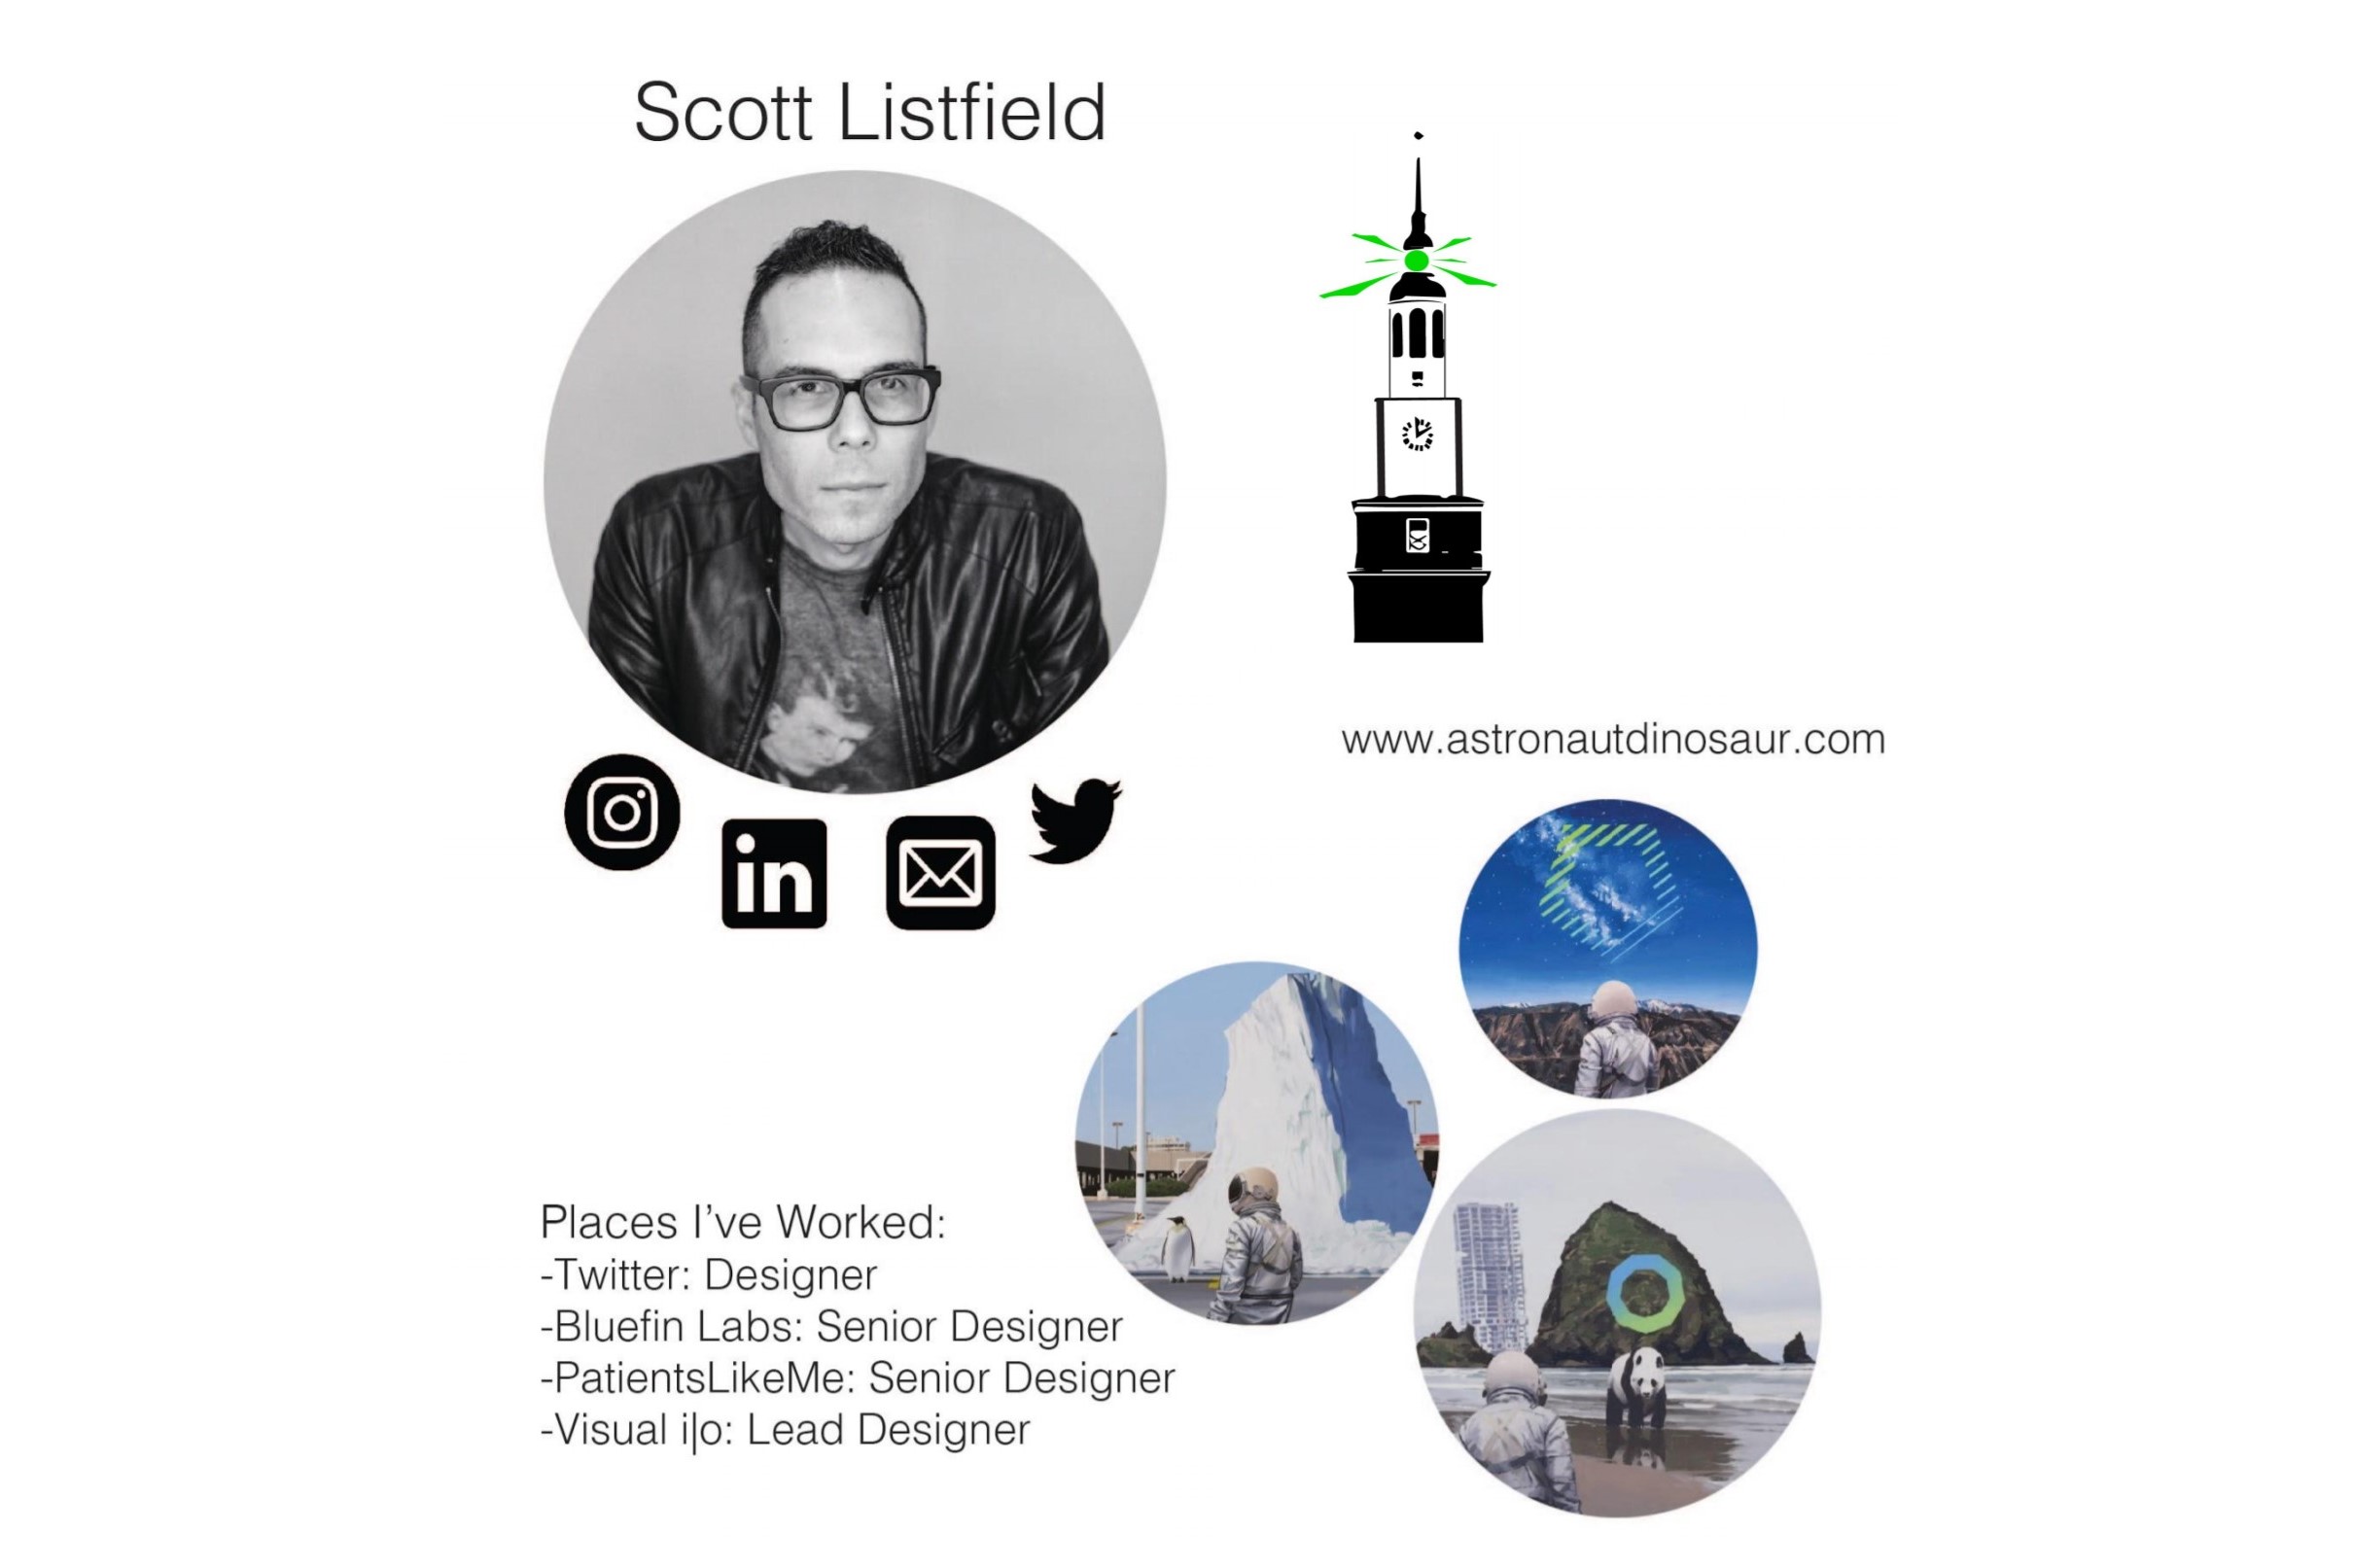 Scott Listfield
in
www.astronautdinosaur.com
Places I've Worked:
-Twitter: Designer
-Bluefin Labs: Senior Designer
-PatientsLikeMe: Senior Designer
-Visual i|o: Lead Designer